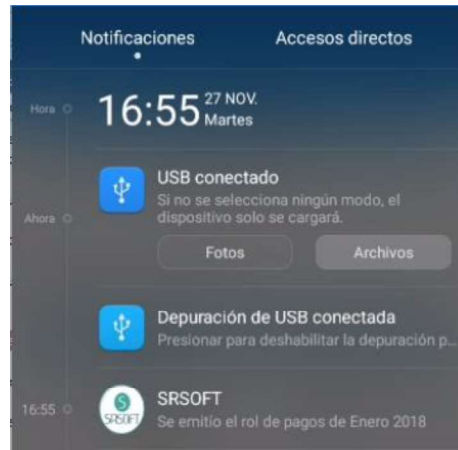 Notificaciones Accesos directos
Hora 16:55 27 NOV.
Martes
USB conectado
Si no se selecciona ningún modo, el
Ahora dispositivo solo se cargará.
Fotos Archivos
Depuración de USB conectada
Presionar para deshabilitar la depuración p...
SRSOFT
16:55 S SRSOFT Se emitio el rol de pagos de Enero 2018